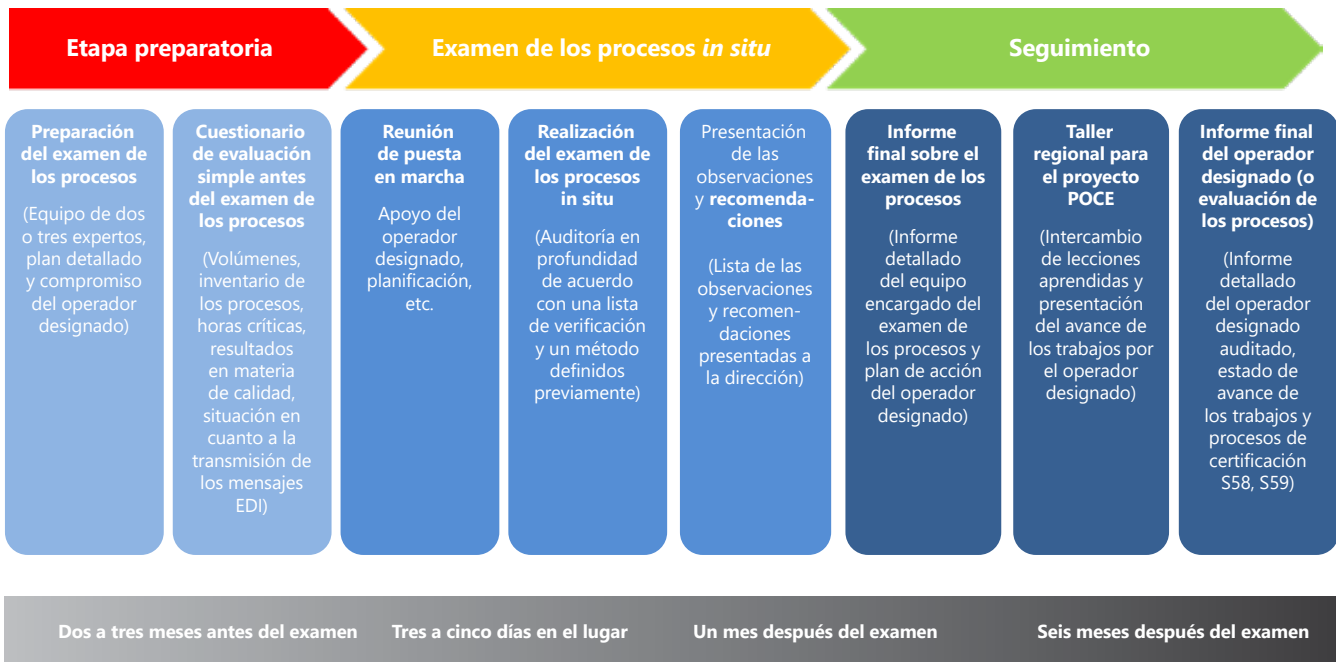 Etapa preparatoria
Examen de los procesos in situ
Seguimiento
Preparación
del examen de
los procesos
(Equipo de dos
o tres expertos,
plan detallado
y compromiso
del operador
designado)
Cuestionario
de evaluación
simple antes
del examen de
los procesos
(Volúmenes,
inventario de
los procesos,
horas críticas,
resultados
en materia
de calidad,
situación en
cuanto a la
transmisión de
los mensajes
EDI)
Reunión
de puesta
en marcha
Apoyo del
operador
designado,
planificación,
etc.
Realización
del examen de
los procesos
in situ
(Auditoría en
profundidad
de acuerdo
con una lista
de verificación
y un método
definidos
previamente)
Presentación
de las
observaciones
y recomenda-
ciones
(Lista de las
observaciones
y recomen-
daciones
presentadas a
la dirección)
Informe
final sobre el
examen de los
procesos
(Informe
detallado
del equipo
encargado del
examen de
los procesos y
plan de acción
del operador
designado)
Taller
regional para
el proyecto
POCE
(Intercambio
de lecciones
aprendidas y
presentación
del avance de
los trabajos por
el operador
designado)
Informe final
del operador
designado (o
evaluación de
los procesos)
(Informe
detallado
del operador
designado
auditado,
estado de
avance de
los trabajos y
procesos de
certificación
S58, S59)
Dos a tres meses antes del examen
Tres a cinco días en el lugar
Un mes después del examen
Seis meses después del examen